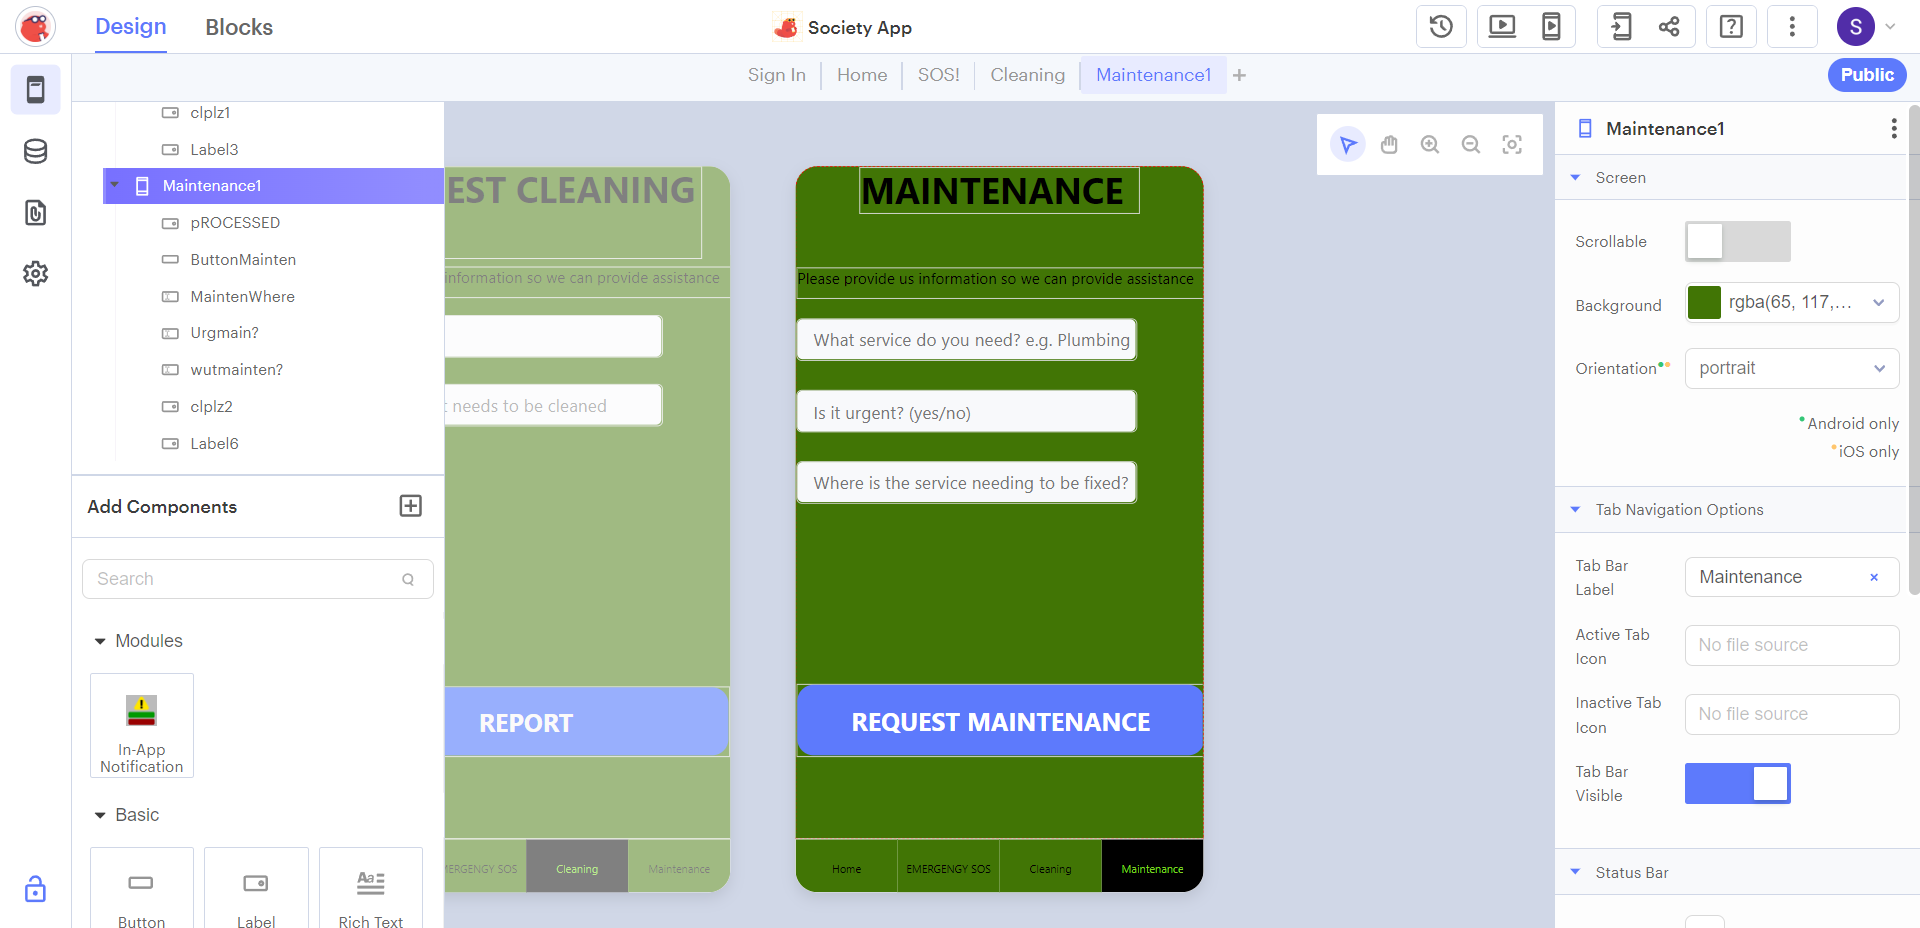 Design
Blocks
Society App
S
Sign In
Home
SOS!
Cleaning
Maintenance1
+
Public
clplz1
Label3
Maintenance1
pROCESSED
ButtonMainten
MaintenWhere
Urgmain?
wutmainten?
clplz2
Label6
Add Components
Search
Modules
In-App
Notification
Basic
Button
Label
Rich Text
EST CLEANING
information so we can provide assistance
t needs to be cleaned
REPORT
MERGENGY SOS
Cleaning
Maintenance
MAINTENANCE
Please provide us information so we can provide assistance
What service do you need? e.g. Plumbing
Is it urgent? (yes/no)
Where is the service needing to be fixed?
REQUEST MAINTENANCE
Home
EMERGENGY SOS
Cleaning
Maintenance
Maintenance1
Screen
Scrollable
Background
rgba(65, 117,...
Orientation
portrait
Android only
iOS only
Tab Navigation Options
Tab Bar
Label
Maintenance
Active Tab
Icon
No file source
Inactive Tab
Icon
No file source
Tab Bar
Visible
Status Bar